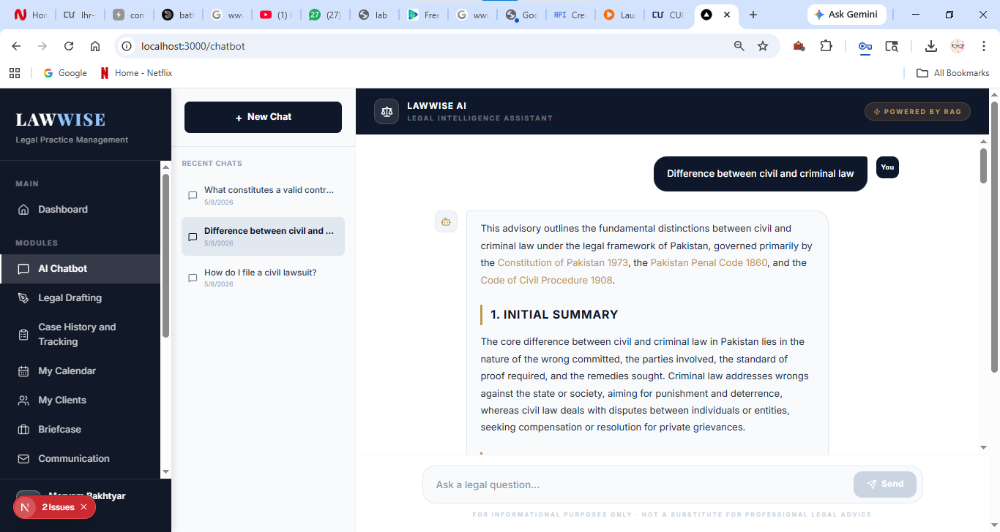 Hor
lhr-
con
bat
www
(1) (
27 (27)
lab
Free
www
Goc
API Crea
Lau
CUC
Ask Gemini
localhost:3000/chatbot
Google
Home - Netflix
All Bookmarks
LAWWISE
Legal Practice Management
MAIN
Dashboard
MODULES
AI Chatbot
Legal Drafting
Case History and
Tracking
My Calendar
My Clients
Briefcase
Communication
Bakhtyar
N 2 Issues
+ New Chat
RECENT CHATS
What constitutes a valid contr...
5/8/2026
Difference between civil and ...
5/8/2026
How do I file a civil lawsuit?
5/8/2026
LAWWISE AI
LEGAL INTELLIGENCE ASSISTANT
POWERED BY RAG
Difference between civil and criminal law
You
This advisory outlines the fundamental distinctions between civil and
criminal law under the legal framework of Pakistan, governed primarily by
the Constitution of Pakistan 1973, the Pakistan Penal Code 1860, and the
Code of Civil Procedure 1908.
1. INITIAL SUMMARY
The core difference between civil and criminal law in Pakistan lies in the
nature of the wrong committed, the parties involved, the standard of
proof required, and the remedies sought. Criminal law addresses wrongs
against the state or society, aiming for punishment and deterrence,
whereas civil law deals with disputes between individuals or entities,
seeking compensation or resolution for private grievances.
Ask a legal question...
Send
FOR INFORMATIONAL PURPOSES ONLY · NOT A SUBSTITUTE FOR PROFESSIONAL LEGAL ADVICE